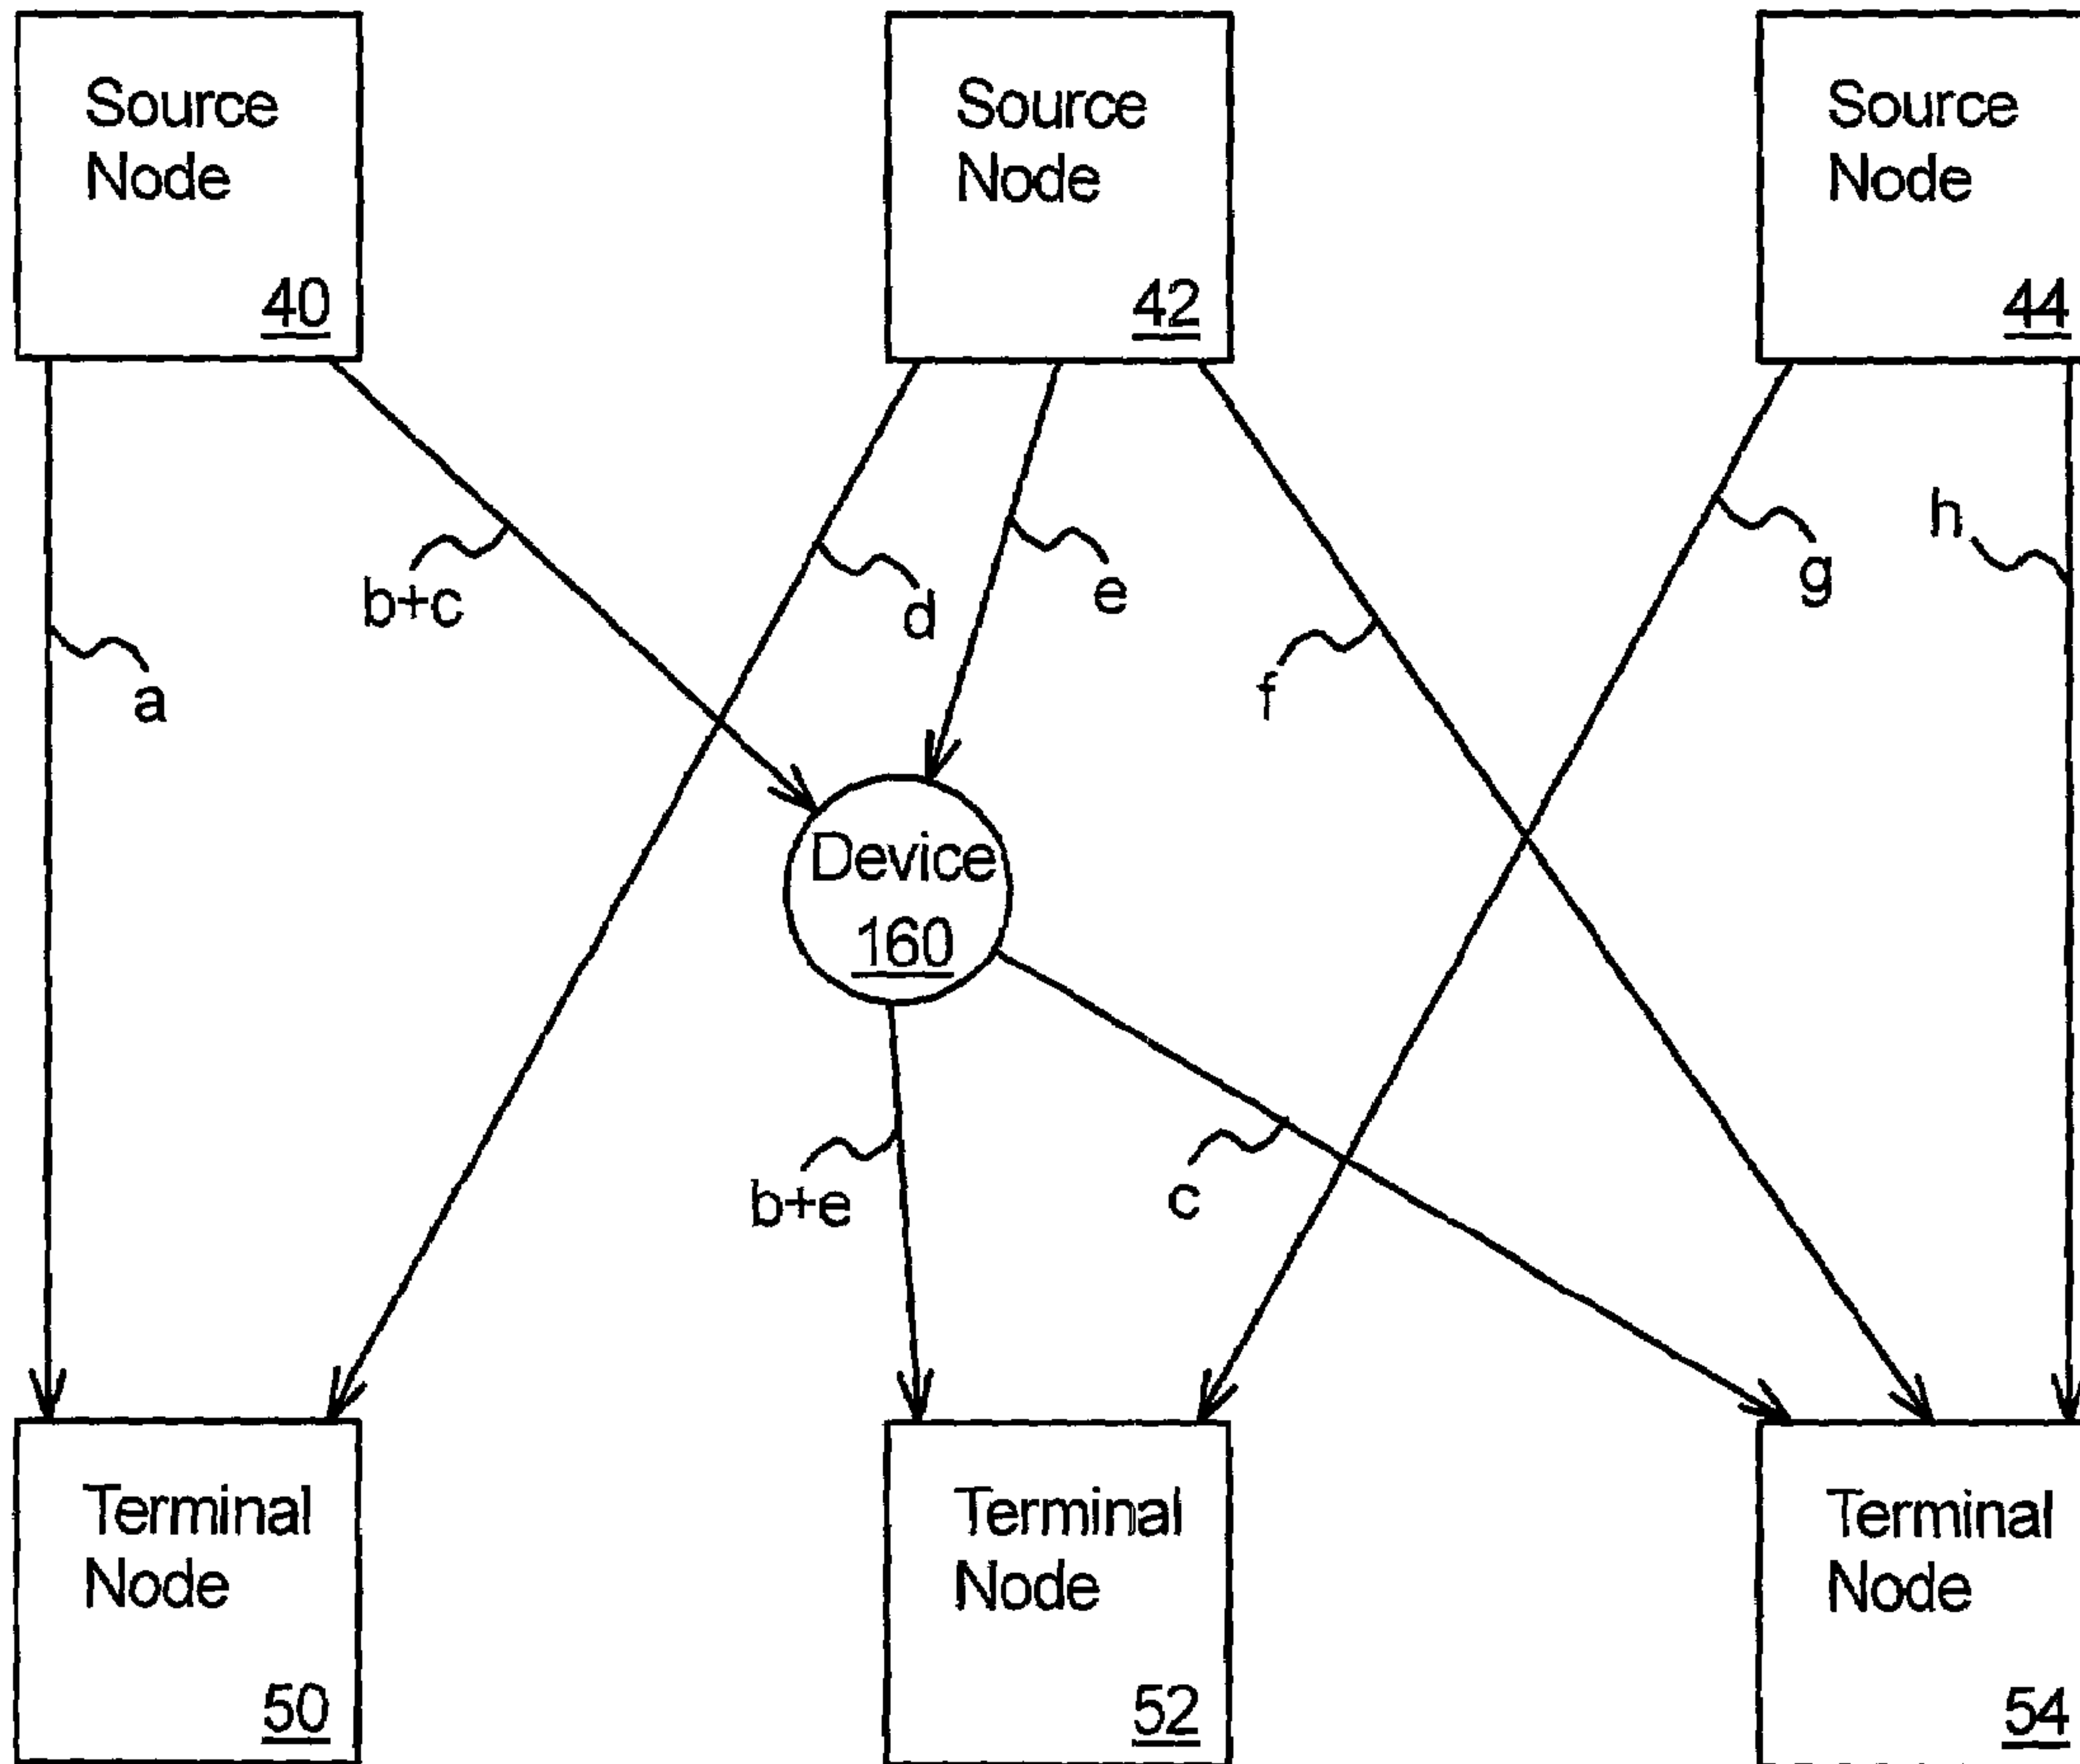 Source
Node
40
Source
Node
42
Source
Node
44
a
b+c
d
e
f
g
h
Device
160
b+e
c
Terminal
Node
50
Terminal
Node
52
Terminal
Node
54